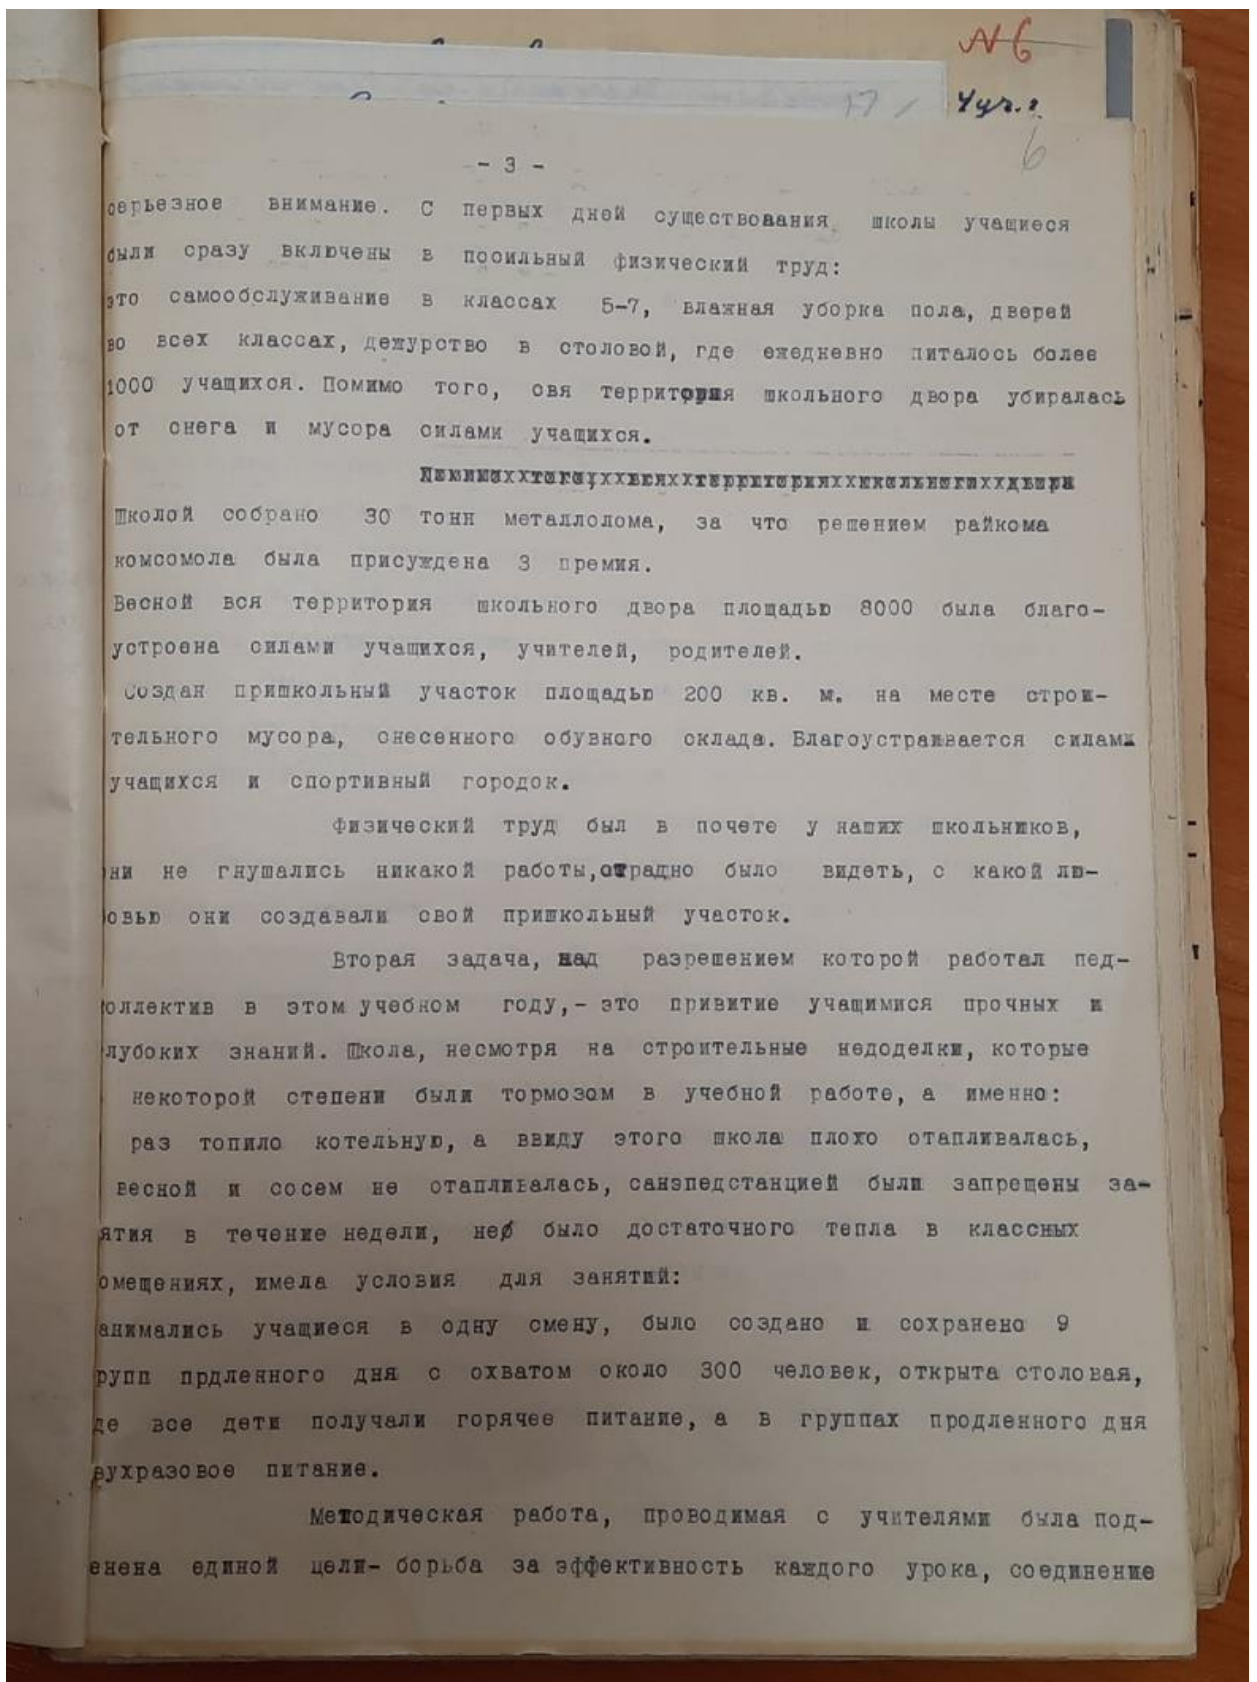 № 6
17
4 уч. г.
6
- 3 -
серьезное внимание. С первых дней существования школы учащиеся
были сразу включены в посильный физический труд:
это самообслуживание в классах 5-7, влажная уборка пола, дверей
во всех классах, дежурство в столовой, где ежедневно питалось более
1000 учащихся. Помимо того, свя территория школьного двора убиралась
от снега и мусора силами учащихся.
Помимо того, вся территория школьного двора
Школой собрано 30 тонн металлолома, за что решением райкома
комсомола была присуждена 3 премия.
Весной вся территория школьного двора площадью 8000 была благо-
устроена силами учащихся, учителей, родителей.
Создан пришкольный участок площадью 200 кв. м. на месте строи-
тельного мусора, снесенного обувного склада. Благоустраивается силами
учащихся и спортивный городок.
Физический труд был в почете у наших школьников,
ни не гнушались никакой работы, отрадно было видеть, с какой лю-
овью они создавали свой пришкольный участок.
Вторая задача, над разрешением которой работал пед-
оллектив в этом учебном году,- это привитие учащимися прочных и
лубоких знаний. Школа, несмотря на строительные недоделки, которые
некоторой степени были тормозом в учебной работе, а именно:
раз топило котельную, а ввиду этого школа плохо отапливалась,
весной и сосем не отапливалась, санэпедстанцией были запрещены за-
ятия в течение недели, не было достаточного тепла в классных
омещениях, имела условия для занятий:
анимались учащиеся в одну смену, было создано и сохранено 9
рупп прдленного дня с охватом около 300 человек, открыта столовая,
де все дети получали горячее питание, а в группах продленного дня
вухразовое питание.
Методическая работа, проводимая с учителями была под-
енена единой цели- борьба за эффективность каждого урока, соединение